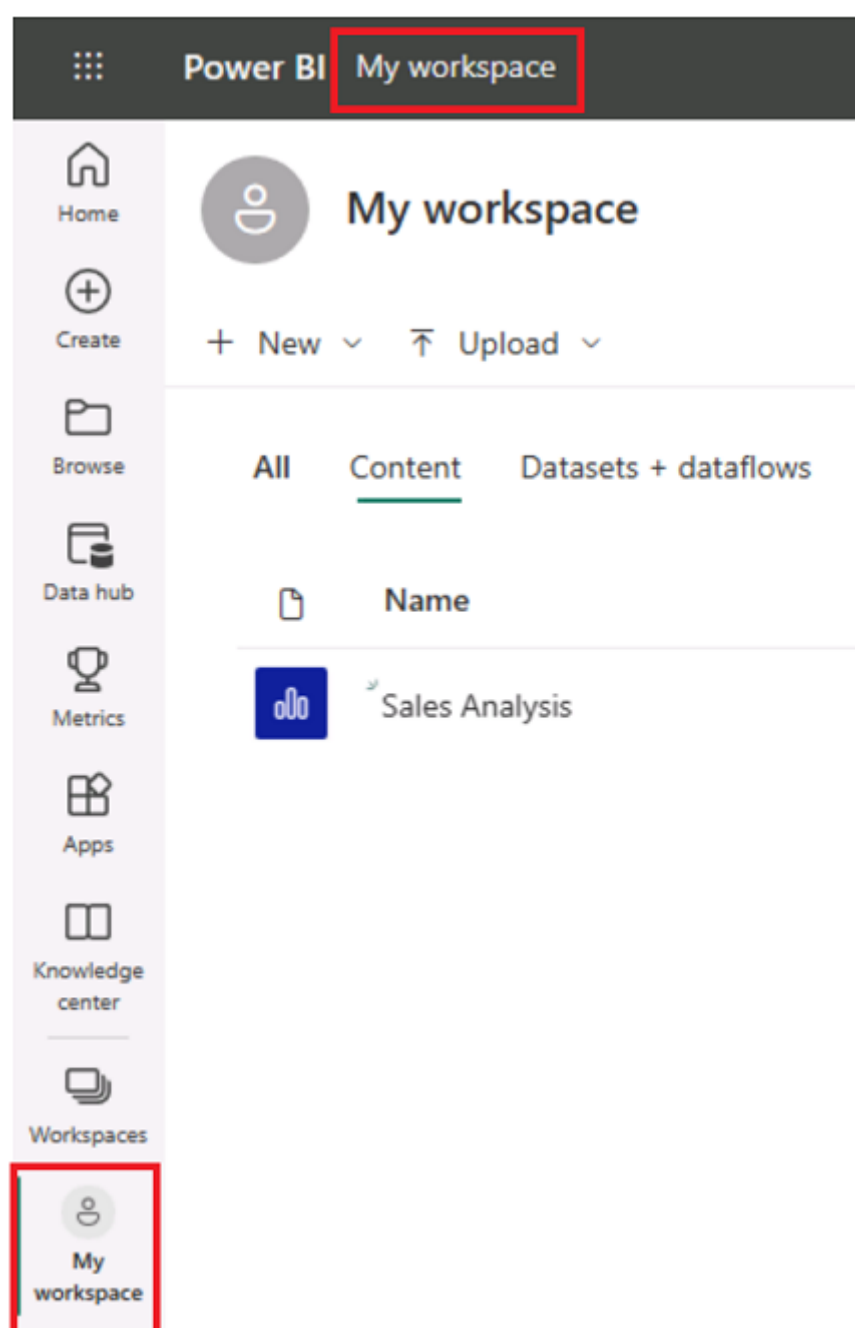 Power BI My workspace
Home
Create
Browse
Data hub
Metrics
Apps
Knowledge
center
Workspaces
My
workspace
My workspace
+ New Upload
All Content Datasets + dataflows
Name
Sales Analysis